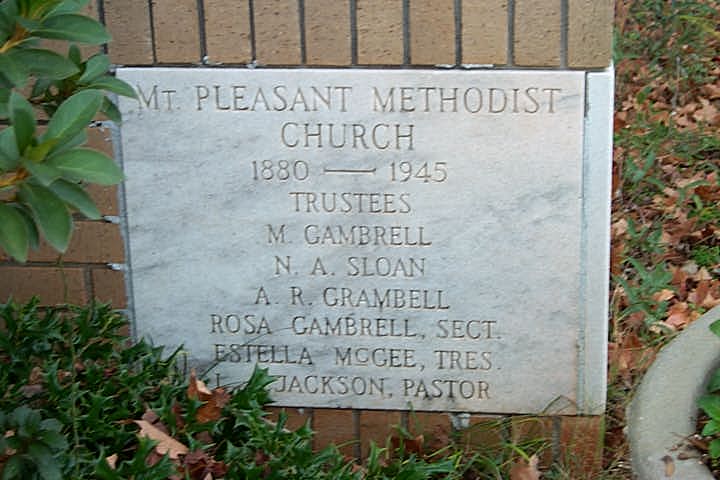 MT. PLEASANT METHODIST
CHURCH
1880 — 1945
TRUSTEES
M. GAMBRELL
N. A. SLOAN
A. R. GRAMBELL
ROSA GAMBRELL, SECT.
ESTELLA MCGEE, TRES.
JACKSON, PASTOR